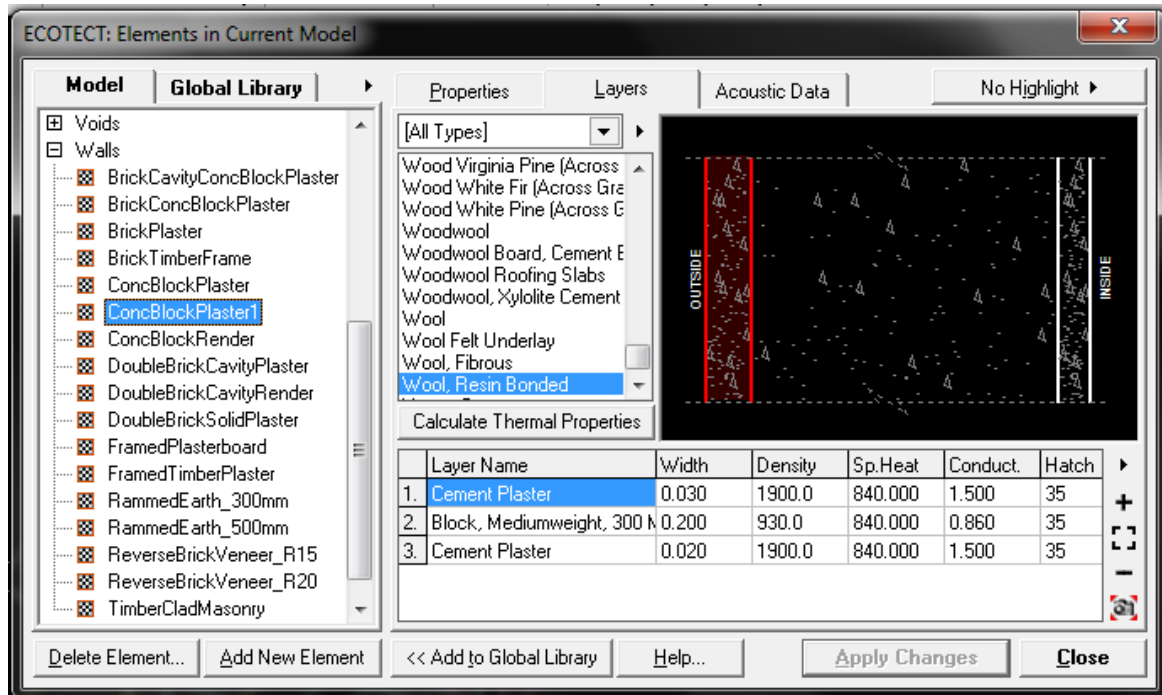 ECOTECT: Elements in Current Model
Model
Global Library
Properties
Layers
Acoustic Data
No Highlight
Voids
Walls
BrickCavityConcBlockPlaster
BrickConcBlockPlaster
BrickPlaster
BrickTimberFrame
ConcBlockPlaster
ConcBlockPlaster1
ConcBlockRender
DoubleBrickCavityPlaster
DoubleBrickCavityRender
DoubleBrickSolidPlaster
FramedPlasterboard
FramedTimberPlaster
RammedEarth_300mm
RammedEarth_500mm
ReverseBrickVeneer_R15
ReverseBrickVeneer_R20
TimberCladMasonry
[All Types]
Wood Virginia Pine (Across
Wood White Fir (Across Gra
Wood White Pine (Across G
Woodwool
Woodwool Board, Cement B
Woodwool Roofing Slabs
Woodwool, Xylolite Cement
Wool
Wool Felt Underlay
Wool, Fibrous
Wool, Resin Bonded
Calculate Thermal Properties
OUTSIDE
INSIDE
Layer Name Width Density Sp.Heat Conduct. Hatch
1. Cement Plaster 0.030 1900.0 840.000 1.500 35
2. Block, Mediumweight, 300 M 0.200 930.0 840.000 0.860 35
3. Cement Plaster 0.020 1900.0 840.000 1.500 35
Delete Element...
Add New Element
<< Add to Global Library
Help...
Apply Changes
Close